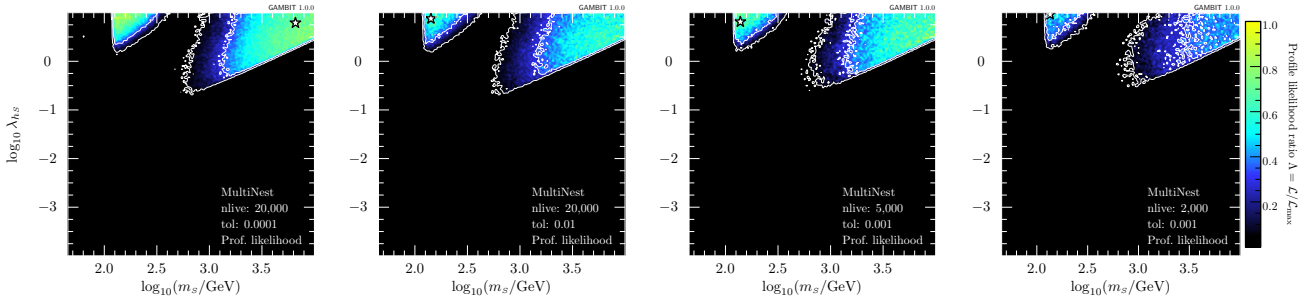 GAMBIT 1.0.0
GAMBIT 1.0.0
GAMBIT 1.0.0
GAMBIT 1.0.0
0
−1
−2
−3
log₁₀ λₕS
MultiNest
nlive: 20,000
tol: 0.0001
Prof. likelihood
2.0 2.5 3.0 3.5
log₁₀(mS/GeV)
0
−1
−2
−3
MultiNest
nlive: 20,000
tol: 0.01
Prof. likelihood
2.0 2.5 3.0 3.5
log₁₀(mS/GeV)
0
−1
−2
−3
MultiNest
nlive: 5,000
tol: 0.001
Prof. likelihood
2.0 2.5 3.0 3.5
log₁₀(mS/GeV)
0
−1
−2
−3
MultiNest
nlive: 2,000
tol: 0.001
Prof. likelihood
2.0 2.5 3.0 3.5
log₁₀(mS/GeV)
1.0
0.8
0.6
0.4
0.2
Profile likelihood ratio Λ = ℒ/ℒmax